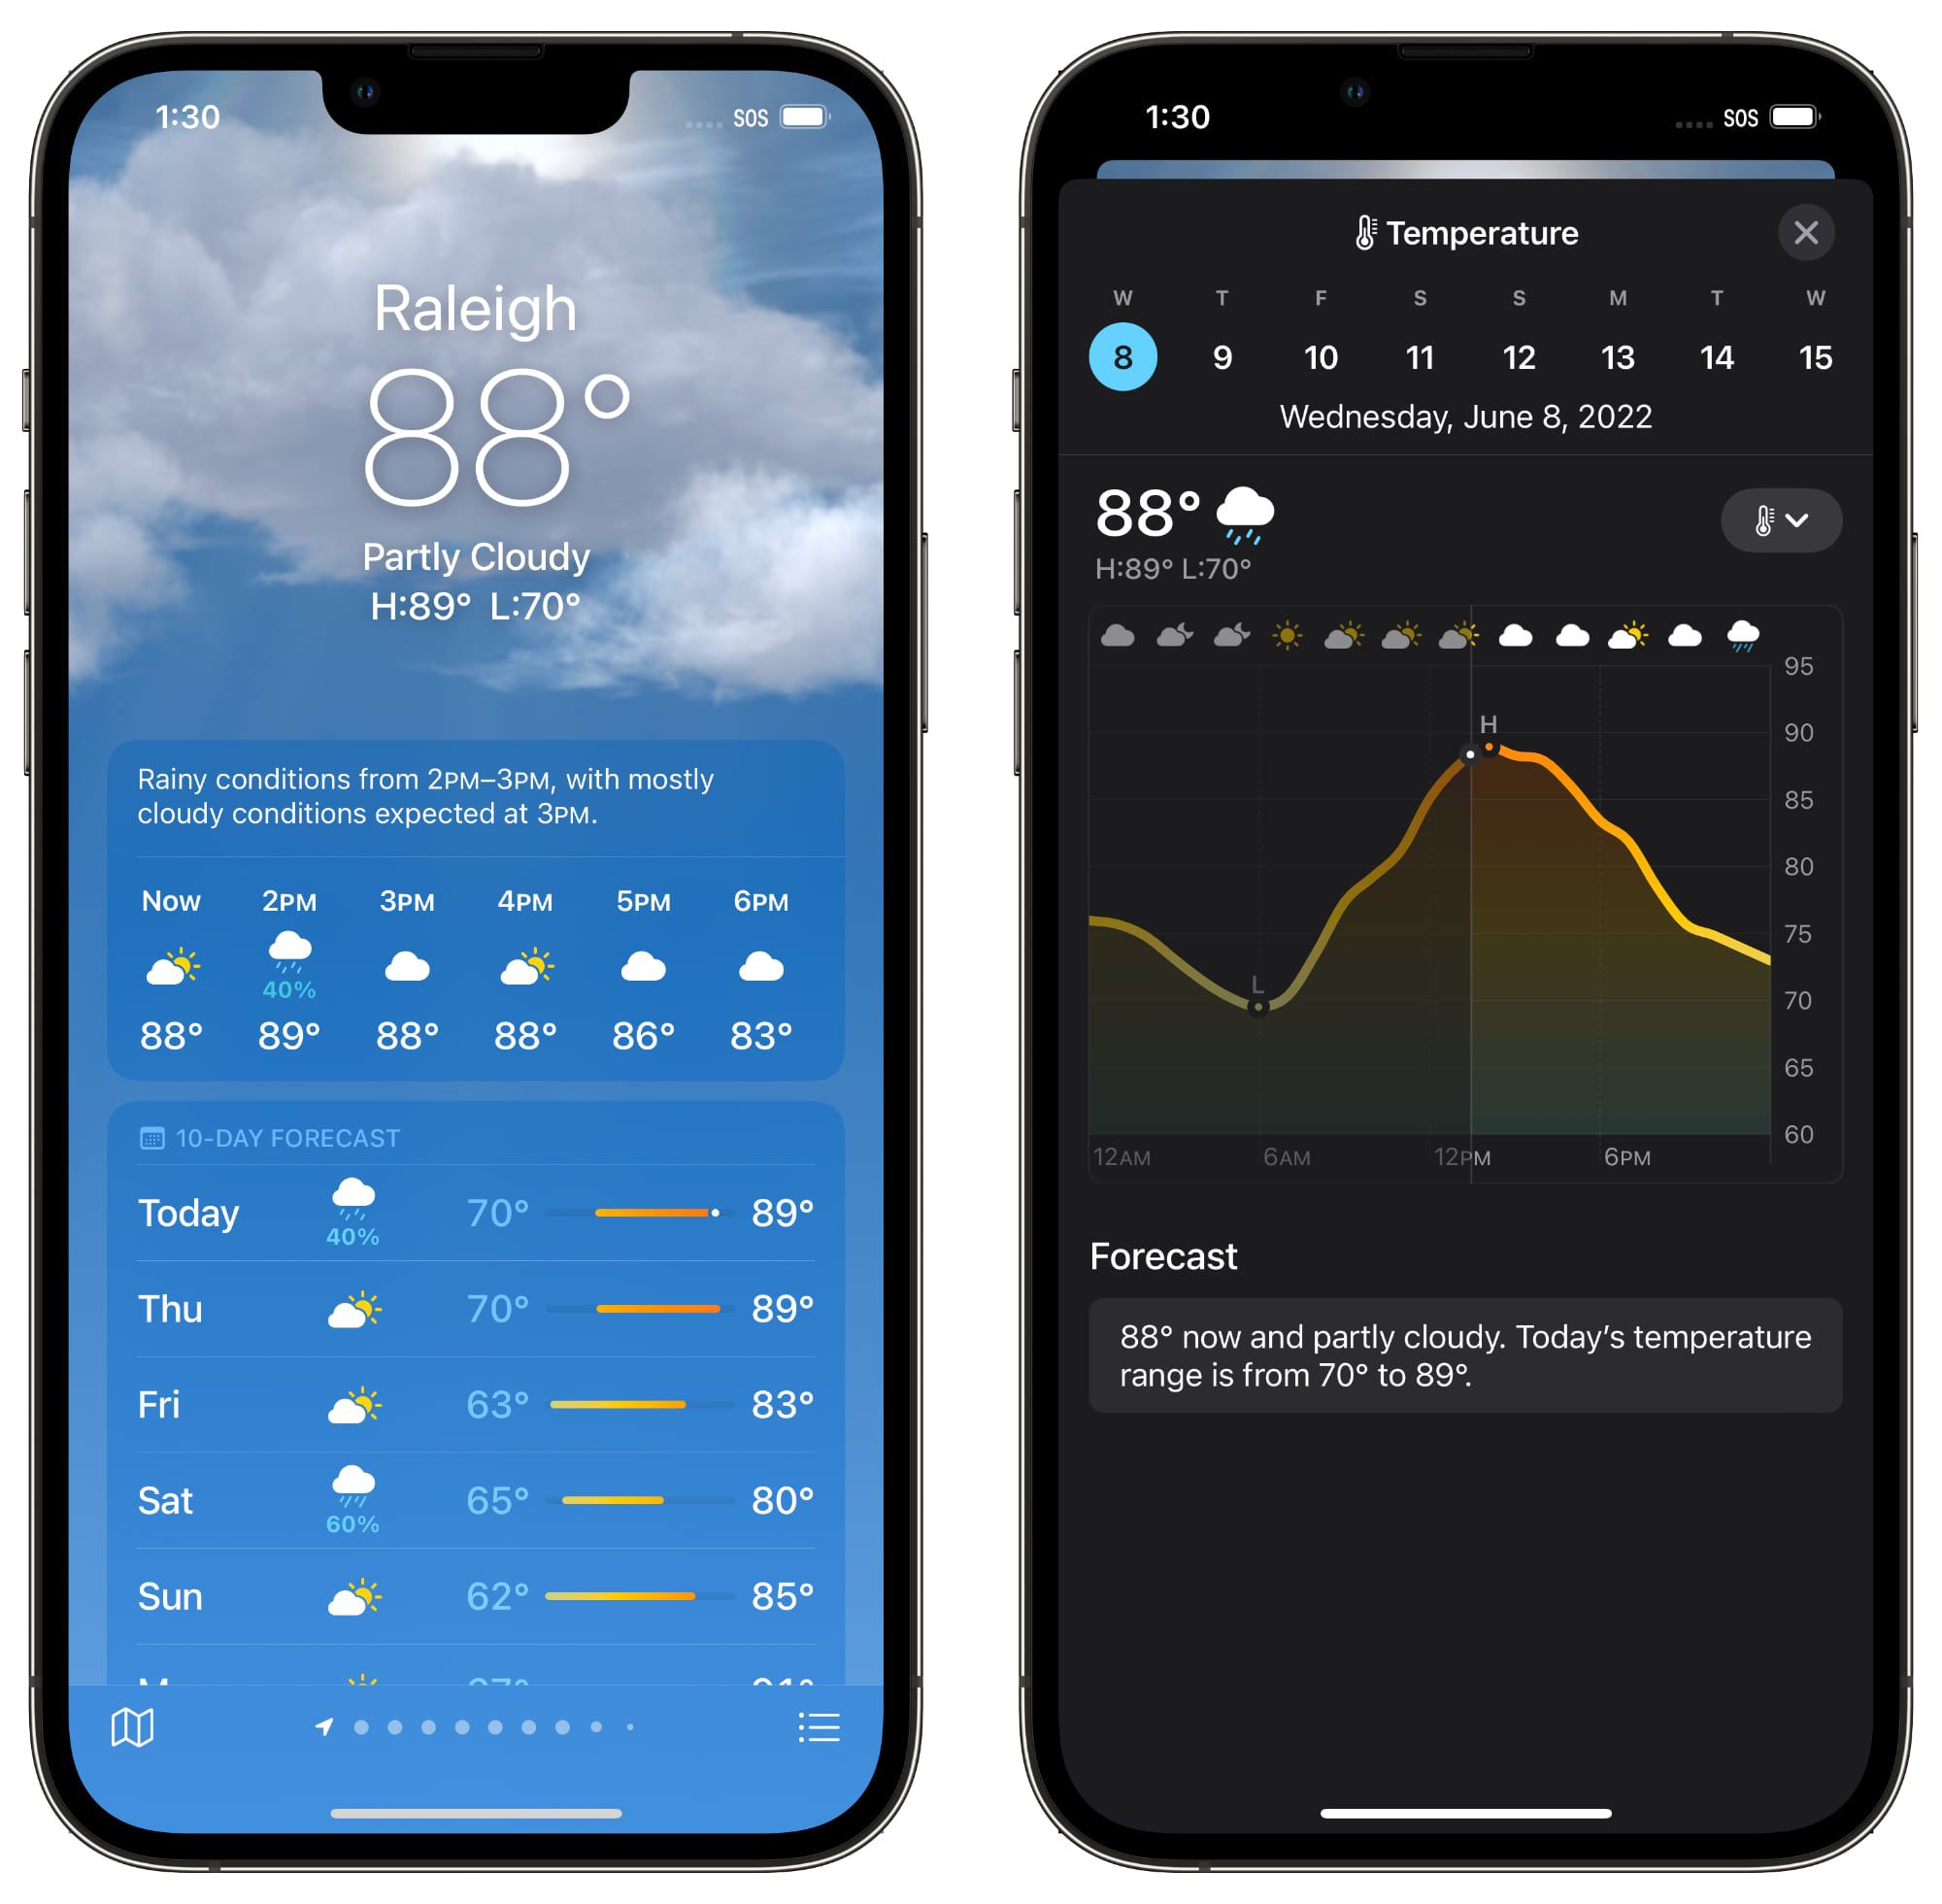 1:30
SOS
Raleigh
88°
Partly Cloudy
H:89° L:70°
Rainy conditions from 2PM–3PM, with mostly
cloudy conditions expected at 3PM.
Now 2PM 3PM 4PM 5PM 6PM
40%
88° 89° 88° 88° 86° 83°
10-DAY FORECAST
Today 40% 70° 89°
Thu 70° 89°
Fri 63° 83°
Sat 60% 65° 80°
Sun 62° 85°
1:30
SOS
Temperature
W T F S S M T W
8 9 10 11 12 13 14 15
Wednesday, June 8, 2022
88°
H:89° L:70°
95
H
90
85
80
75
L
70
65
60
12AM 6AM 12PM 6PM
Forecast
88° now and partly cloudy. Today’s temperature
range is from 70° to 89°.